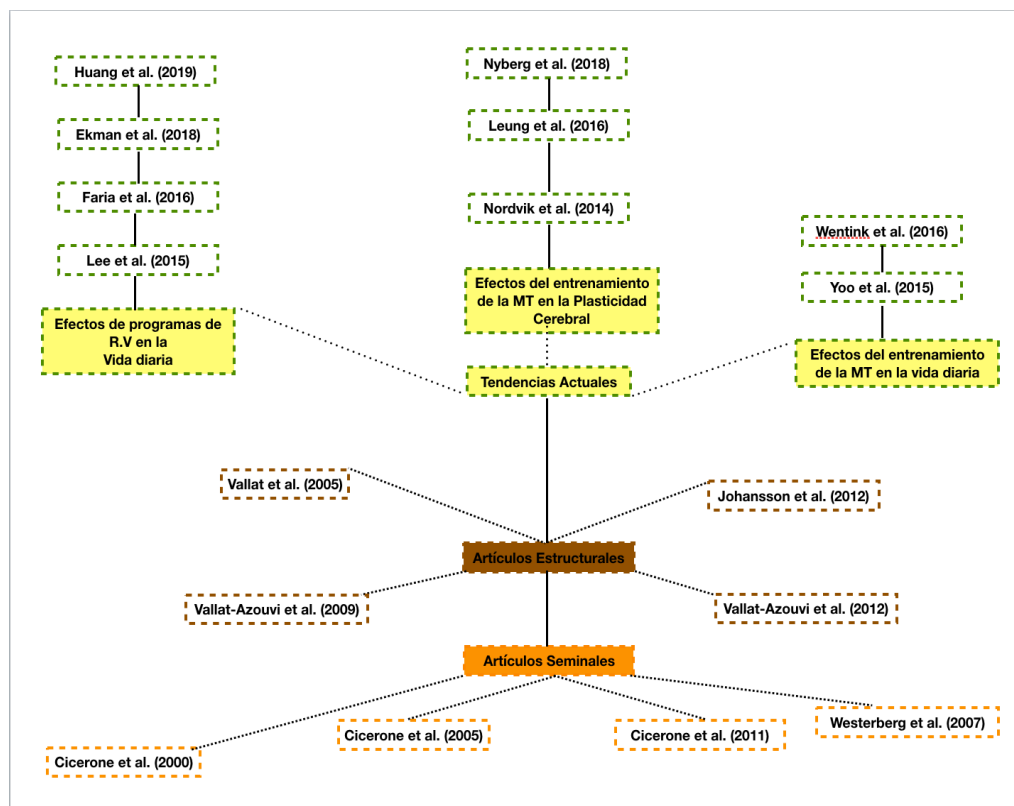 Huang et al. (2019)
Ekman et al. (2018)
Faria et al. (2016)
Lee et al. (2015)
Efectos de programas de
R.V en la
Vida diaria
Nyberg et al. (2018)
Leung et al. (2016)
Nordvik et al. (2014)
Efectos del entrenamiento
de la MT en la Plasticidad
Cerebral
Wentink et al. (2016)
Yoo et al. (2015)
Efectos del entrenamiento
de la MT en la vida diaria
Tendencias Actuales
Vallat et al. (2005)
Johansson et al. (2012)
Artículos Estructurales
Vallat-Azouvi et al. (2009)
Vallat-Azouvi et al. (2012)
Artículos Seminales
Cicerone et al. (2000)
Cicerone et al. (2005)
Cicerone et al. (2011)
Westerberg et al. (2007)